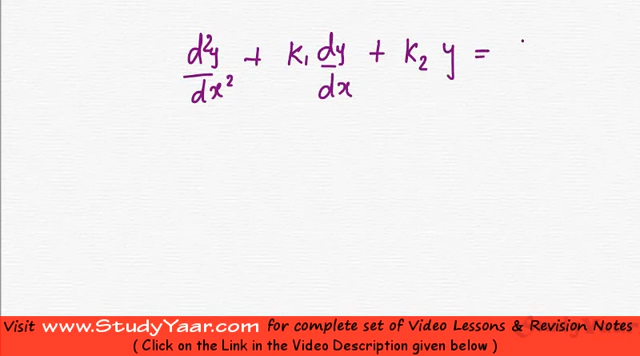 d²y/dx² + k₁ dy/dx + k₂ y =
Visit www.StudyYaar.com for complete set of Video Lessons & Revision Notes
( Click on the Link in the Video Description given below )